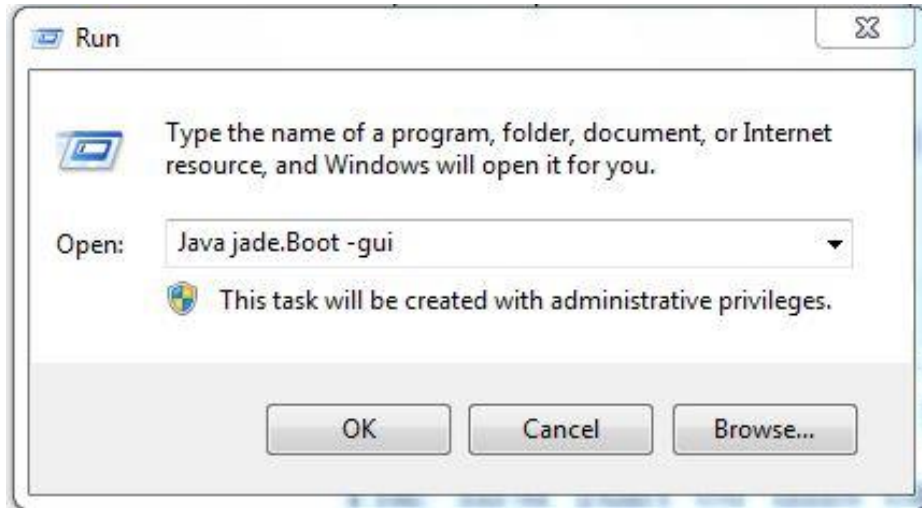 Run
Type the name of a program, folder, document, or Internet
resource, and Windows will open it for you.
Open: Java jade.Boot -gui
This task will be created with administrative privileges.
OK Cancel Browse...